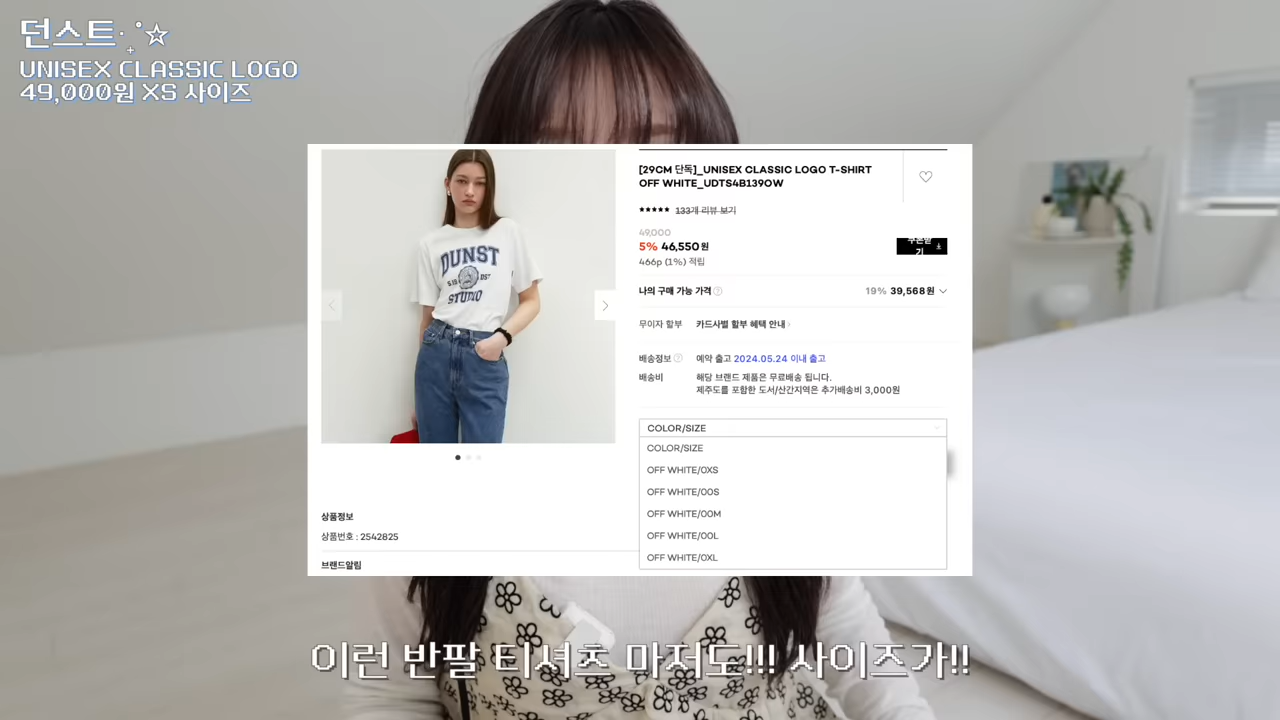 던스트
UNISEX CLASSIC LOGO
49,000원 XS 사이즈
[29CM 단독]_UNISEX CLASSIC LOGO T-SHIRT
OFF WHITE_UDTS4B139OW
133개 리뷰 보기
49,000
5% 46,550원
쿠폰받
기
466p (1%) 적립
나의 구매 가능 가격
19% 39,568원
무이자 할부 카드사별 할부 혜택 안내
배송정보 예약 출고 2024.05.24 이내 출고
배송비 해당 브랜드 제품은 무료배송 됩니다.
제주도를 포함한 도서/산간지역은 추가배송비 3,000원
COLOR/SIZE
COLOR/SIZE
OFF WHITE/0XS
OFF WHITE/00S
OFF WHITE/00M
OFF WHITE/00L
OFF WHITE/0XL
DUNST
STUDIO
상품정보
상품번호 : 2542825
브랜드알림
이런 반팔 티셔츠 마저도!!! 사이즈가!!